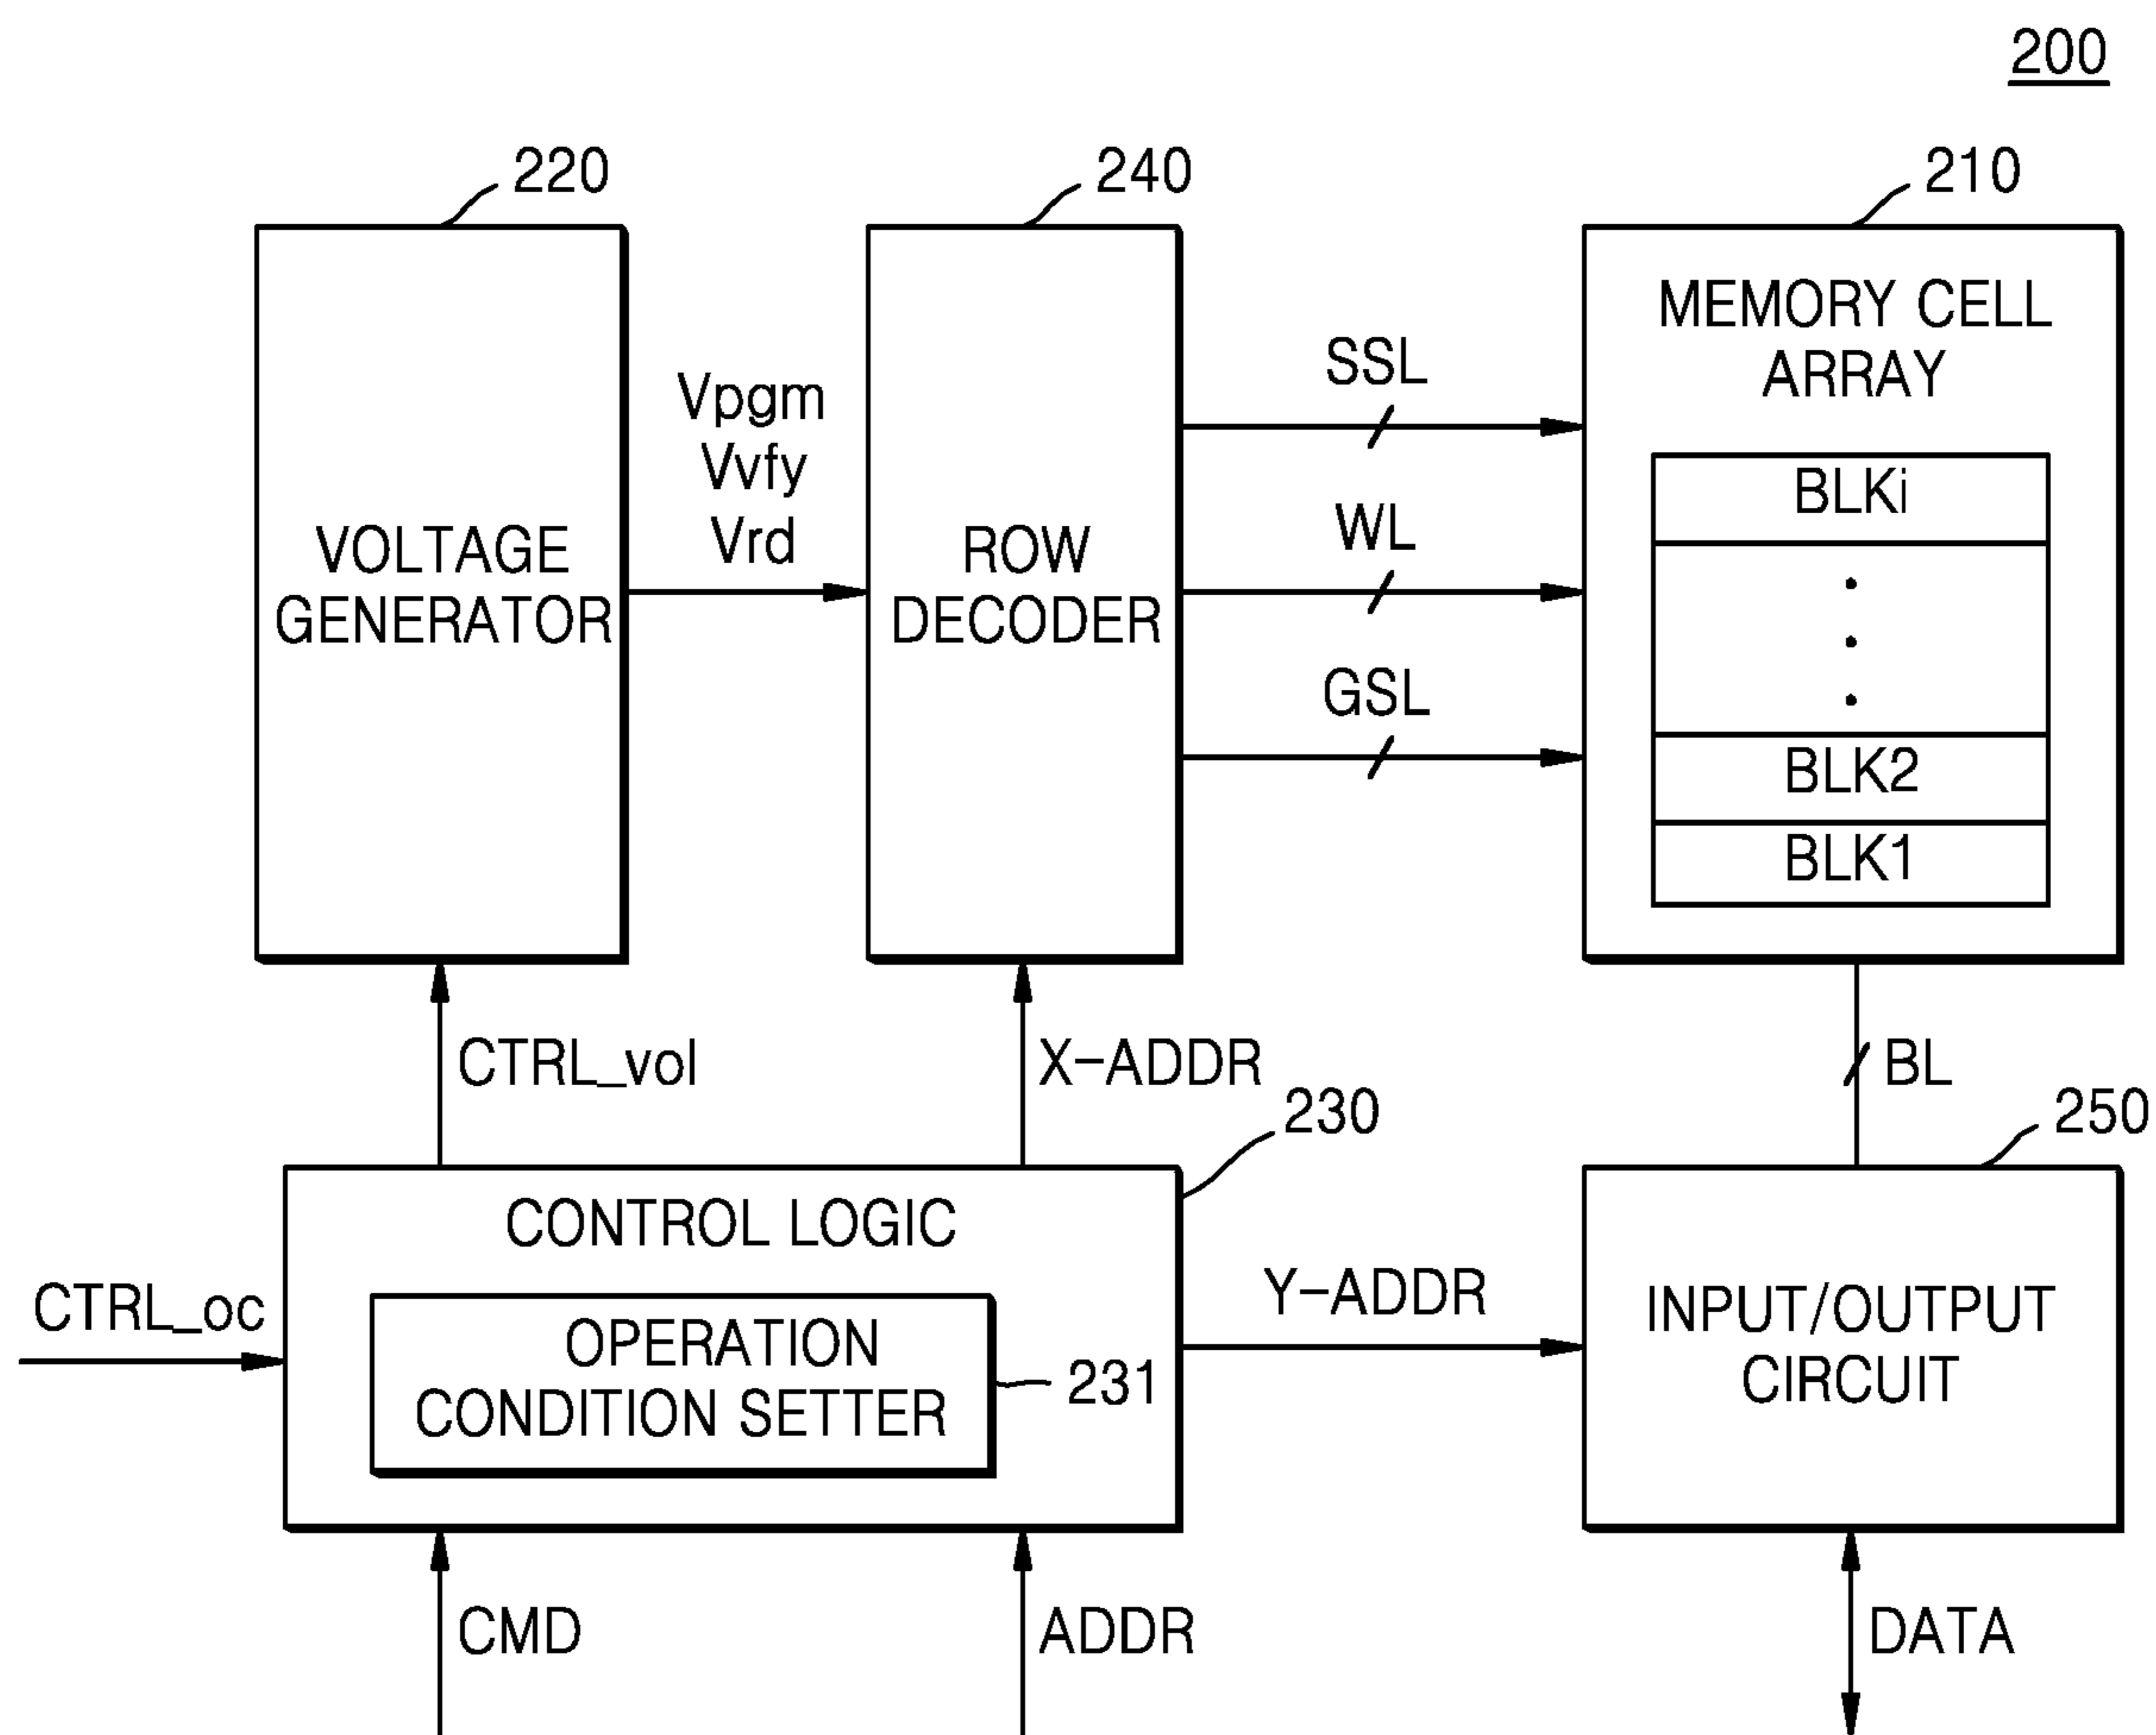 200
220
240
210
VOLTAGE
GENERATOR
Vpgm
Vvfy
Vrd
ROW
DECODER
SSL
WL
GSL
MEMORY CELL
ARRAY
BLKi
BLK2
BLK1
CTRL_vol
X-ADDR
BL
230
250
CONTROL LOGIC
CTRL_oc
OPERATION
CONDITION SETTER
231
Y-ADDR
INPUT/OUTPUT
CIRCUIT
CMD
ADDR
DATA